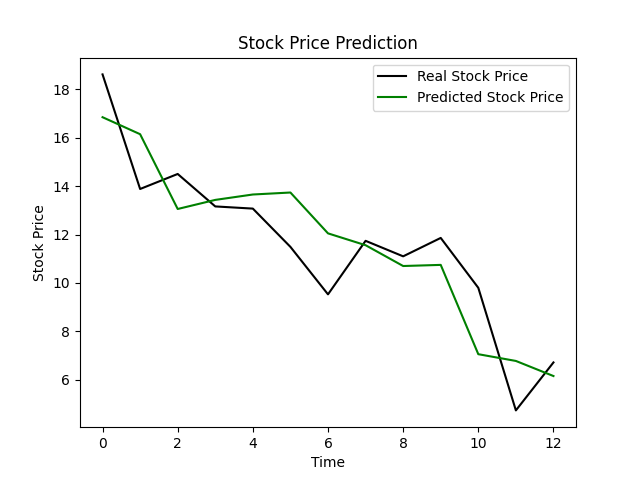 Stock Price Prediction
Real Stock Price
Predicted Stock Price
Stock Price
18
16
14
12
10
8
6
0 2 4 6 8 10 12
Time